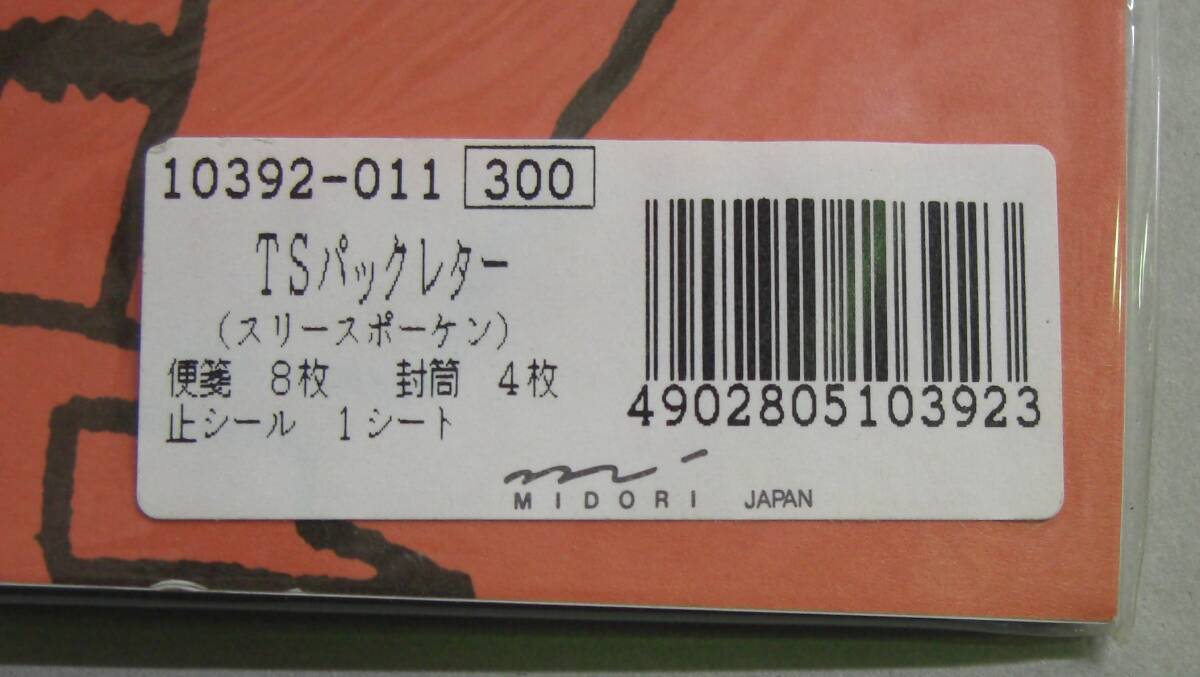 10392-011 300
TSパックレター
(スリースポーケン)
便箋 8枚 封筒 4枚
止シール 1シート
4902805103923
MIDORI JAPAN